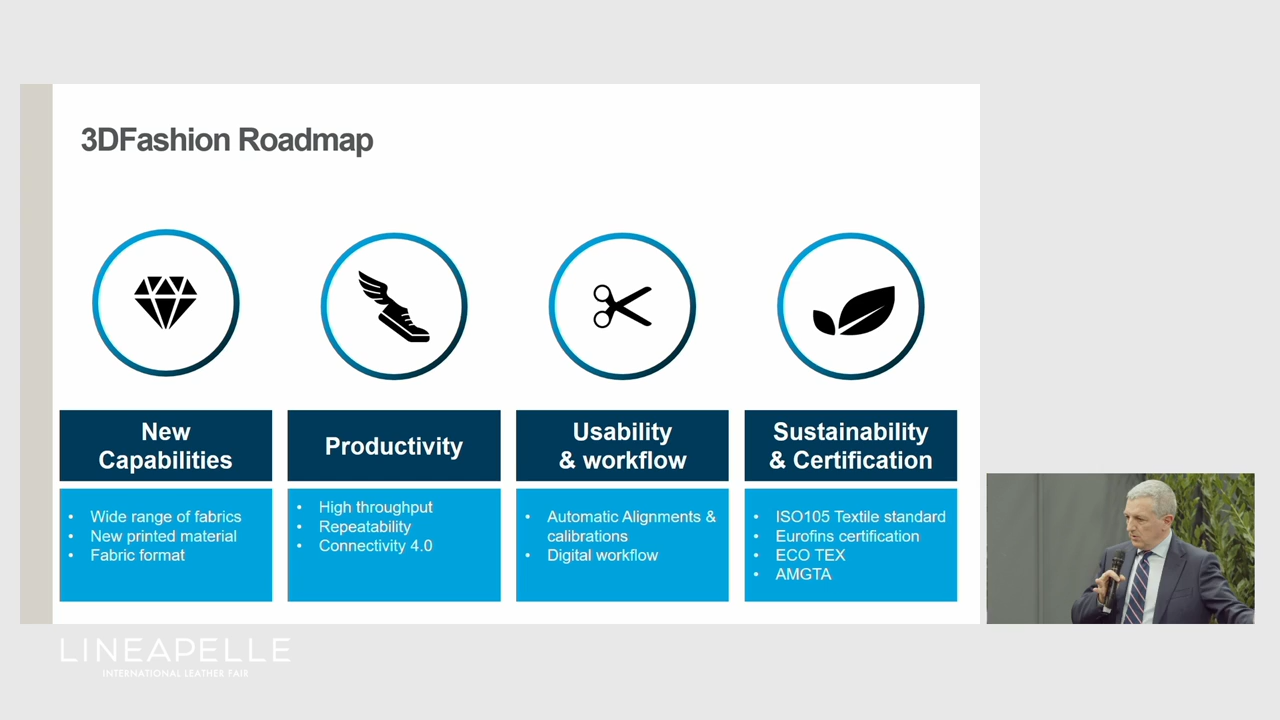 3DFashion Roadmap
New
Capabilities
Productivity
Usability
& workflow
Sustainability
& Certification
• Wide range of fabrics
• New printed material
• Fabric format
• High throughput
• Repeatability
• Connectivity 4.0
• Automatic Alignments &
calibrations
• Digital workflow
• ISO105 Textile standard
• Eurofins certification
• ECO TEX
• AMGTA
LINEAPELLE
INTERNATIONAL LEATHER FAIR